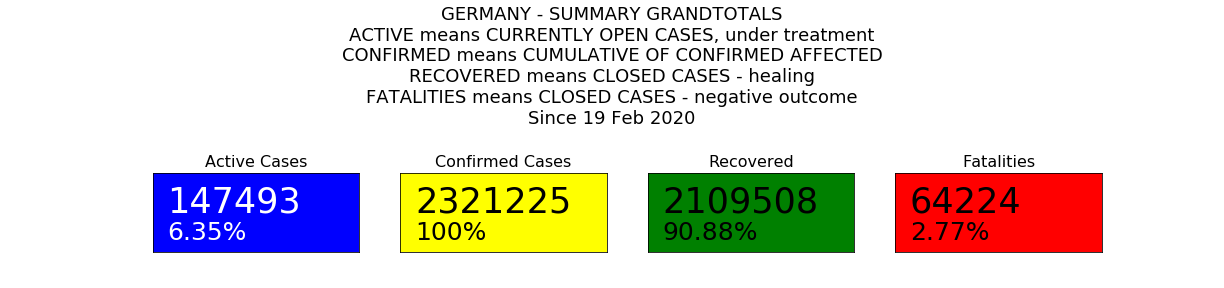 GERMANY - SUMMARY GRANDTOTALS
ACTIVE means CURRENTLY OPEN CASES, under treatment
CONFIRMED means CUMULATIVE OF CONFIRMED AFFECTED
RECOVERED means CLOSED CASES - healing
FATALITIES means CLOSED CASES - negative outcome
Since 19 Feb 2020
Active Cases
147493
6.35%
Confirmed Cases
2321225
100%
Recovered
2109508
90.88%
Fatalities
64224
2.77%